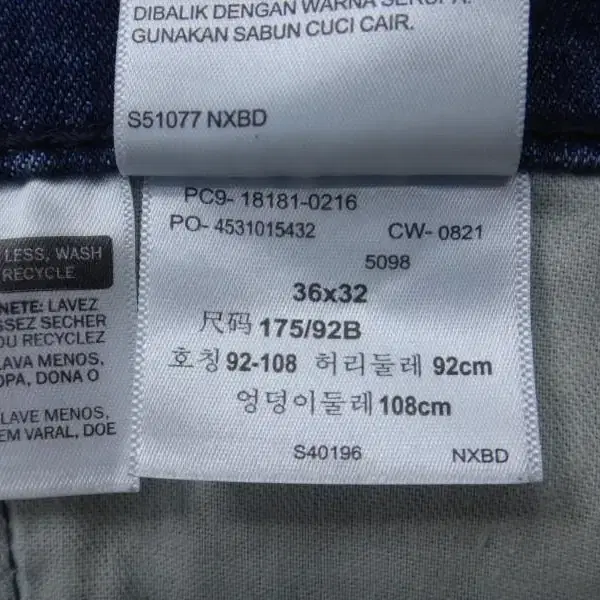 DIBALIK DENGAN WARNA SERUPA.
GUNAKAN SABUN CUCI CAIR.
S51077 NXBD
PC9- 18181-0216
PO- 4531015432 CW- 0821
5098
36x32
尺码 175/92B
호칭 92-108 허리둘레 92cm
엉덩이둘레 108cm
S40196 NXBD
LESS, WASH
RECYCLE
NETE: LAVEZ
SSEZ SECHER
OU RECYCLEZ
LAVA MENOS,
OPA, DONA O
LAVE MENOS,
EM VARAL, DOE